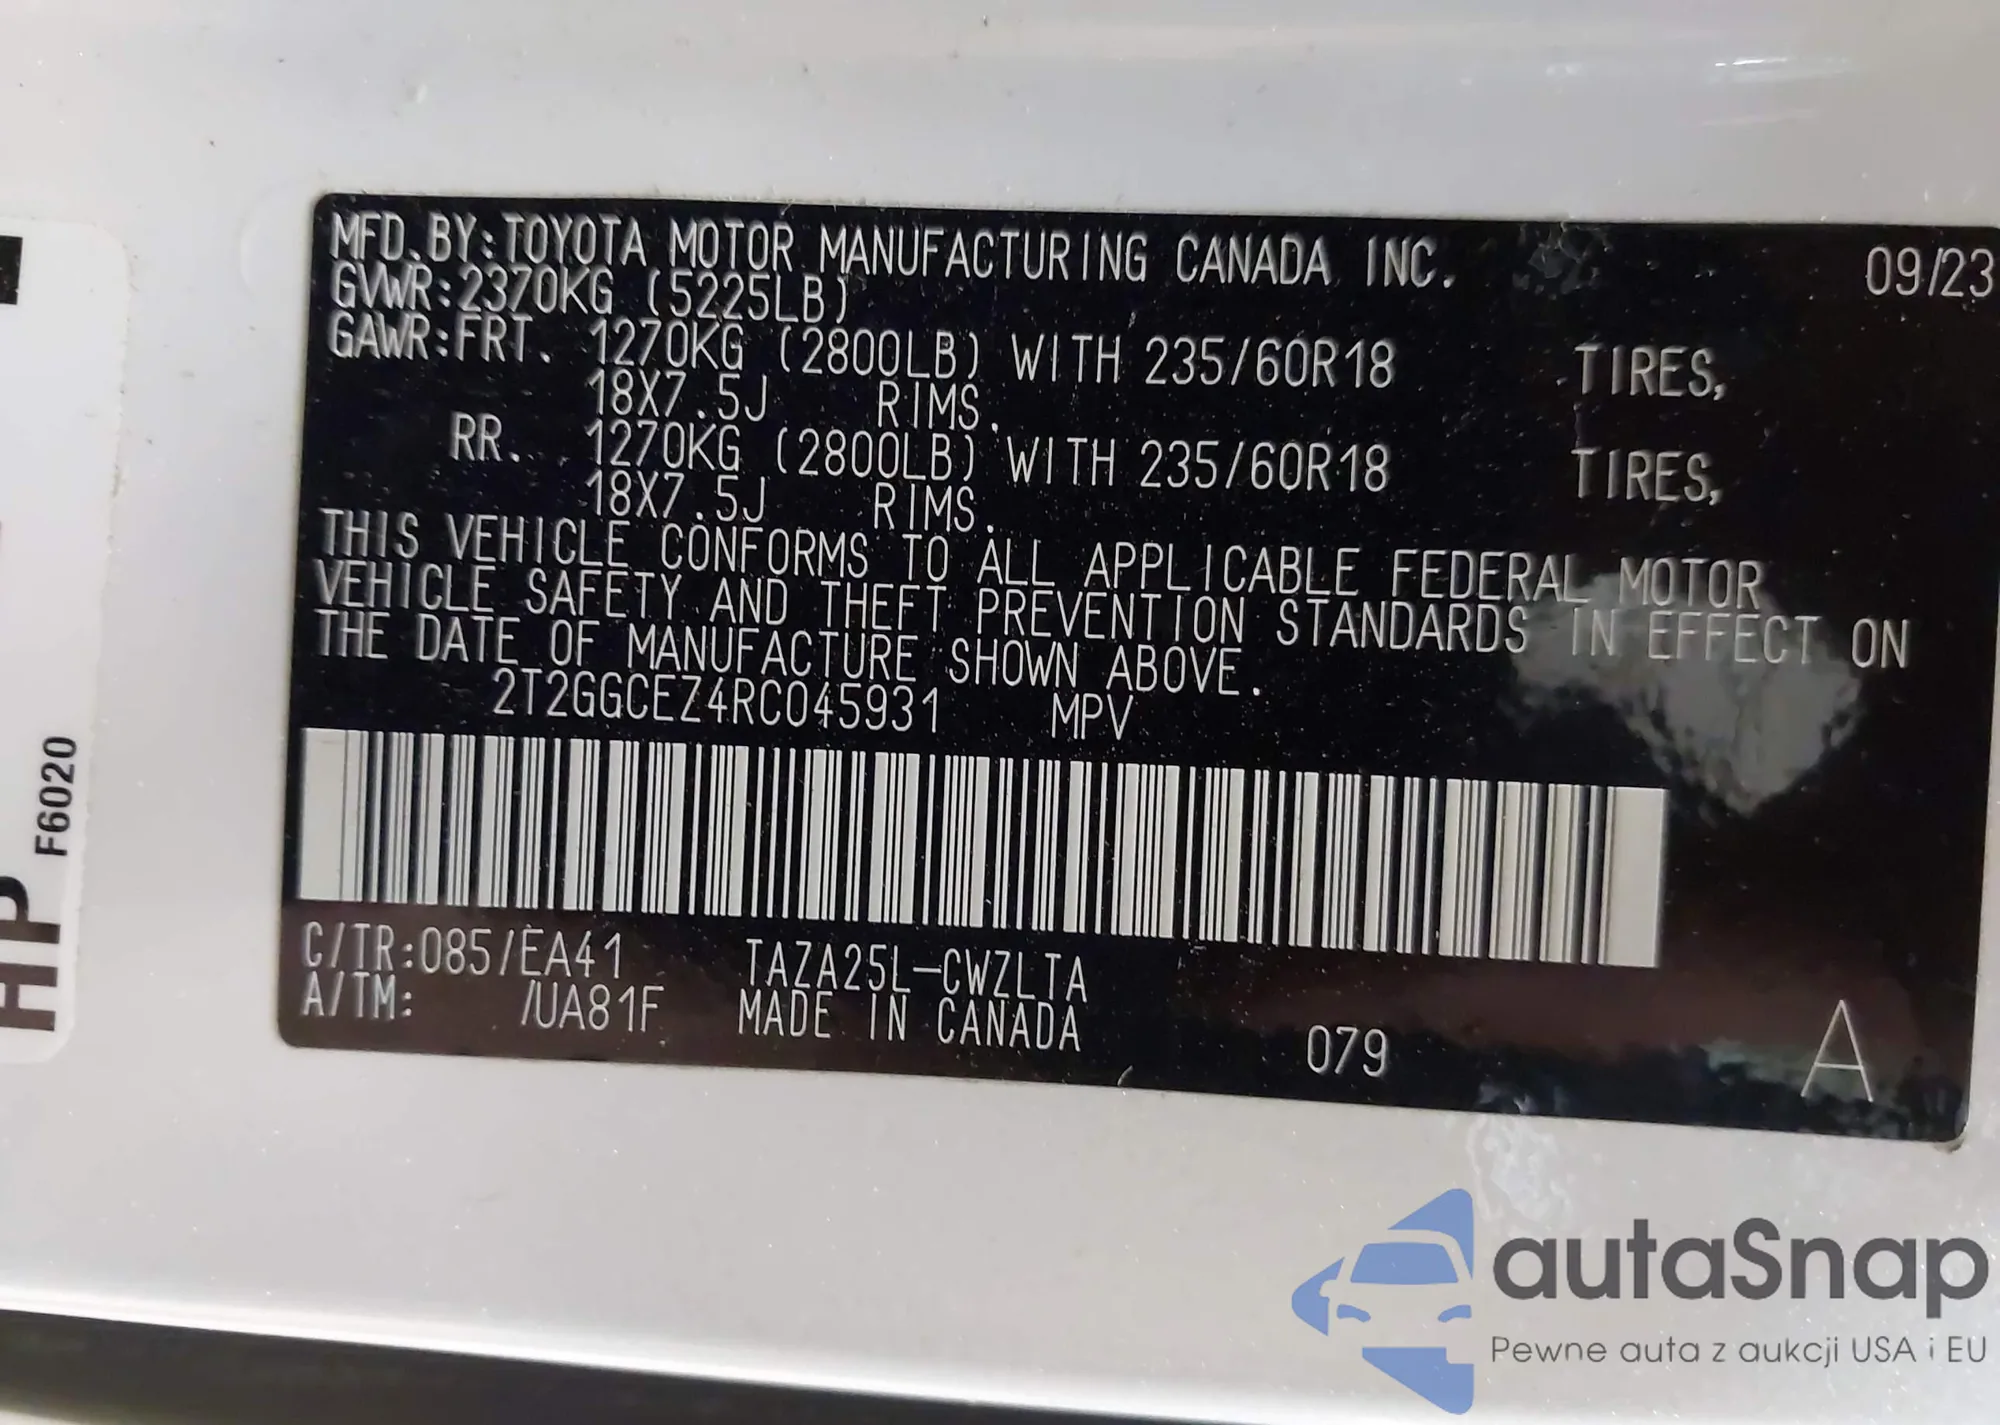 MFD.BY:TOYOTA MOTOR MANUFACTURING CANADA INC. 09/23
GVWR:2370KG (5225LB)
GAWR:FRT. 1270KG (2800LB) WITH 235/60R18 TIRES,
18X7.5J RIMS.
RR. 1270KG (2800LB) WITH 235/60R18 TIRES,
18X7.5J RIMS.
THIS VEHICLE CONFORMS TO ALL APPLICABLE FEDERAL MOTOR
VEHICLE SAFETY AND THEFT PREVENTION STANDARDS IN EFFECT ON
THE DATE OF MANUFACTURE SHOWN ABOVE.
2T2GGCEZ4RC045931 MPV
C/TR:085/EA41 TAZA25L-CWZLTA
A/TM: /UA81F MADE IN CANADA 079 A
F6020
HP
autaSnap
Pewne auta z aukcji USA i EU